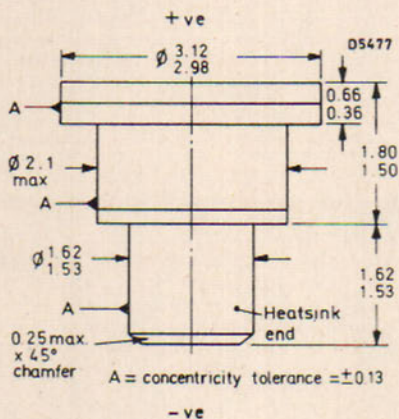 +ve
D5477
Ø 3.12
2.98
0.66
0.36
A
Ø 2.1
max
1.80
1.50
A
Ø 1.62
1.53
1.62
1.53
A
Heatsink
end
0.25 max.
x 45°
chamfer
A = concentricity tolerance = ±0.13
-ve